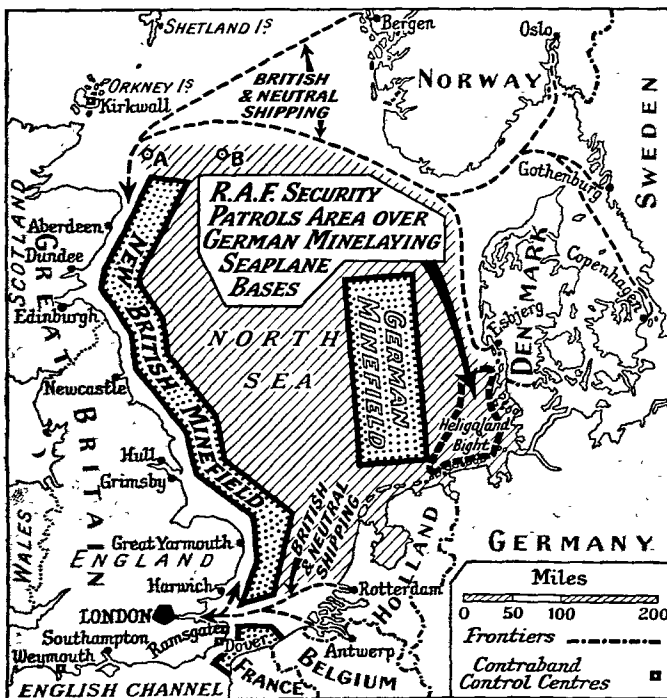 SHETLAND Is
Bergen
Oslo
ORKNEY Is
Kirkwall
BRITISH
& NEUTRAL
SHIPPING
NORWAY
SWEDEN
A
B
Gothenburg
R.A.F. SECURITY
PATROLS AREA OVER
GERMAN MINELAYING
SEAPLANE
BASES
SCOTLAND
GREAT BRITAIN
Aberdeen
Dundee
Edinburgh
NEW BRITISH MINEFIELD
NORTH
SEA
GERMAN
MINEFIELD
DENMARK
Copenhagen
Esbjerg
Heligoland
Bight
Newcastle
Hull
Grimsby
WALES
ENGLAND
Great Yarmouth
Harwich
LONDON
Southampton
Weymouth
Ramsgate
Dover
BRITISH
& NEUTRAL
SHIPPING
HOLLAND
Rotterdam
Antwerp
BELGIUM
FRANCE
ENGLISH CHANNEL
GERMANY
Miles
0 50 100 200
Frontiers
Contraband
Control Centres